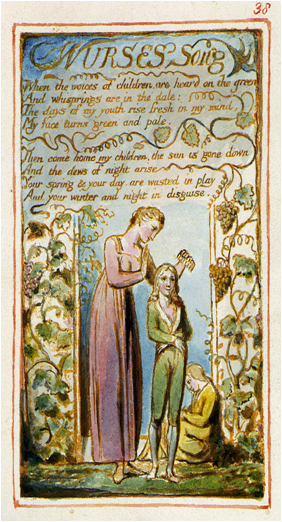 38
NURSES Song
When the voices of children, are heard on the green
And whisprings are in the dale:
The days of my youth rise fresh in my mind,
My face turns green and pale.
Then come home my children, the sun is gone down
And the dews of night arise
Your spring & your day, are wasted in play
And your winter and night in disguise.